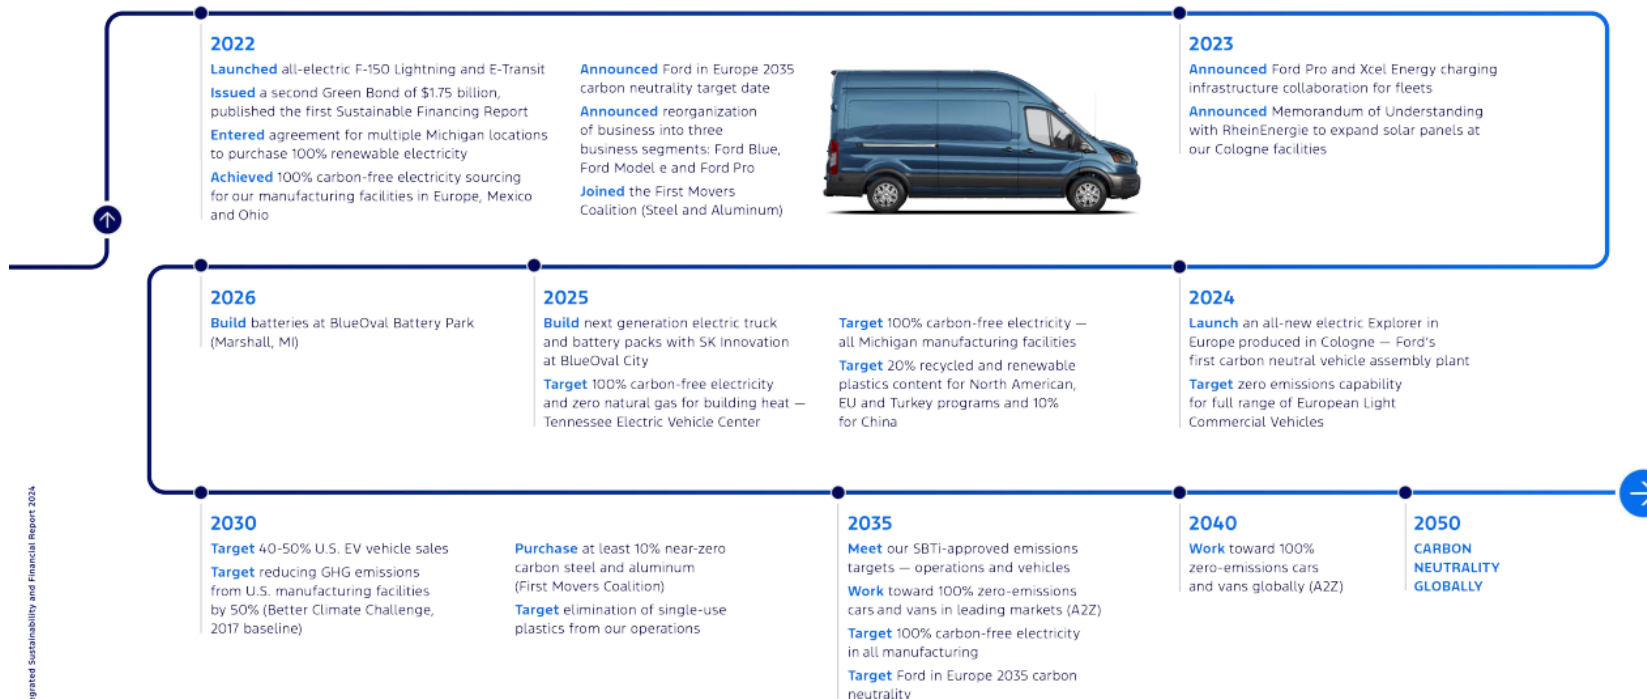 2022
Launched all-electric F-150 Lightning and E-Transit
Issued a second Green Bond of $1.75 billion,
published the first Sustainable Financing Report
Entered agreement for multiple Michigan locations
to purchase 100% renewable electricity
Achieved 100% carbon-free electricity sourcing
for our manufacturing facilities in Europe, Mexico
and Ohio
Announced Ford in Europe 2035
carbon neutrality target date
Announced reorganization
of business into three
business segments: Ford Blue,
Ford Model e and Ford Pro
Joined the First Movers
Coalition (Steel and Aluminum)
2023
Announced Ford Pro and Xcel Energy charging
infrastructure collaboration for fleets
Announced Memorandum of Understanding
with RheinEnergie to expand solar panels at
our Cologne facilities
2026
Build batteries at BlueOval Battery Park
(Marshall, MI)
2025
Build next generation electric truck
and battery packs with SK Innovation
at BlueOval City
Target 100% carbon-free electricity
and zero natural gas for building heat —
Tennessee Electric Vehicle Center
Target 100% carbon-free electricity —
all Michigan manufacturing facilities
Target 20% recycled and renewable
plastics content for North American,
EU and Turkey programs and 10%
for China
2024
Launch an all-new electric Explorer in
Europe produced in Cologne — Ford's
first carbon neutral vehicle assembly plant
Target zero emissions capability
for full range of European Light
Commercial Vehicles
2030
Target 40-50% U.S. EV vehicle sales
Target reducing GHG emissions
from U.S. manufacturing facilities
by 50% (Better Climate Challenge,
2017 baseline)
Purchase at least 10% near-zero
carbon steel and aluminum
(First Movers Coalition)
Target elimination of single-use
plastics from our operations
2035
Meet our SBTi-approved emissions
targets — operations and vehicles
Work toward 100% zero-emissions
cars and vans in leading markets (A2Z)
Target 100% carbon-free electricity
in all manufacturing
Target Ford in Europe 2035 carbon
neutrality
2040
Work toward 100%
zero-emissions cars
and vans globally (A2Z)
2050
CARBON
NEUTRALITY
GLOBALLY
grated Sustainability and Financial Report 2024